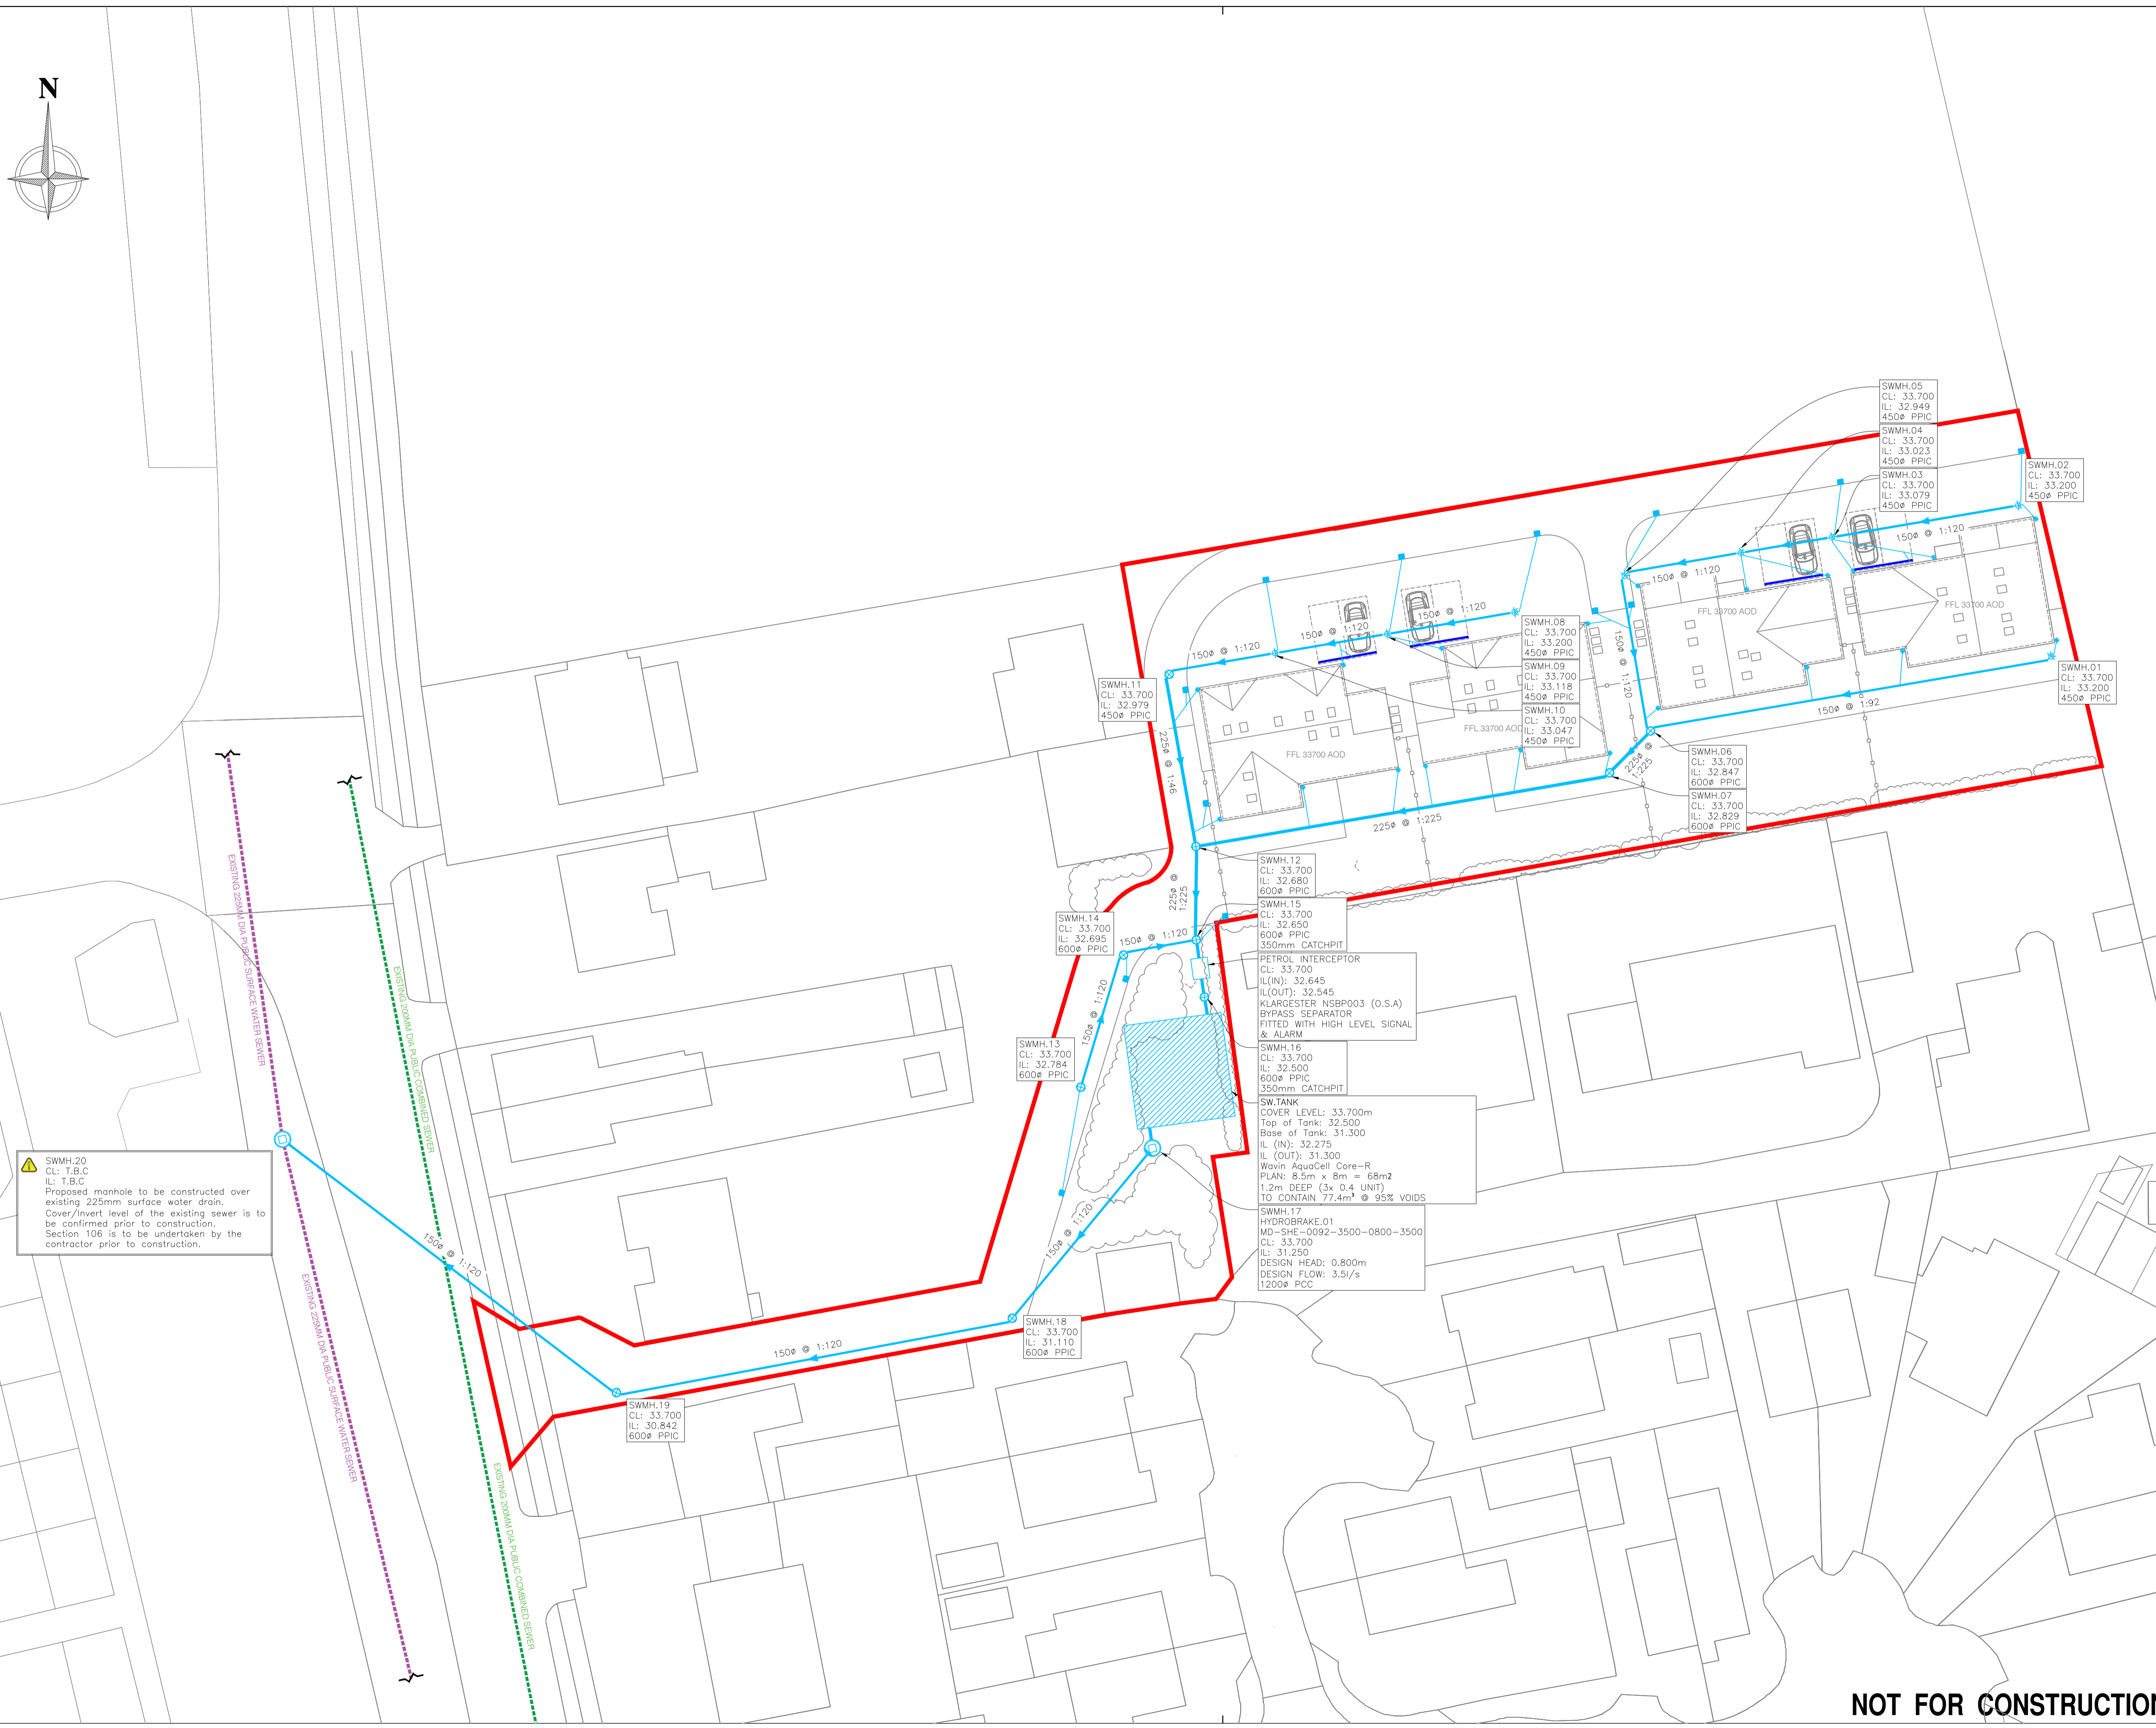 N
SWMH.05
CL: 33.700
IL: 32.949
450ø PPIC
SWMH.04
CL: 33.700
IL: 33.023
450ø PPIC
SWMH.03
CL: 33.700
IL: 33.079
450ø PPIC
SWMH.02
CL: 33.700
IL: 33.200
450ø PPIC
150ø @ 1:120
150ø @ 1:120
FFL 33700 AOD
FFL 33700 AOD
150ø @ 1:120
150ø @ 1:120
150ø @ 1:120
150ø @ 1:120
SWMH.08
CL: 33.700
IL: 33.200
450ø PPIC
SWMH.09
CL: 33.700
IL: 33.118
450ø PPIC
SWMH.10
CL: 33.700
IL: 33.047
450ø PPIC
SWMH.01
CL: 33.700
IL: 33.200
450ø PPIC
150ø @ 1:92
SWMH.11
CL: 33.700
IL: 32.979
450ø PPIC
225ø @ 1:46
FFL 33700 AOD
FFL 33700 AOD
225ø @
1:225
SWMH.06
CL: 33.700
IL: 32.847
600ø PPIC
SWMH.07
CL: 33.700
IL: 32.829
600ø PPIC
225ø @ 1:225
SWMH.12
CL: 33.700
IL: 32.680
600ø PPIC
225ø @
1:225
SWMH.15
CL: 33.700
IL: 32.650
600ø PPIC
350mm CATCHPIT
SWMH.14
CL: 33.700
IL: 32.695
600ø PPIC
150ø @ 1:120
PETROL INTERCEPTOR
CL: 33.700
IL(IN): 32.645
IL(OUT): 32.545
KLARGESTER NSBP003 (O.S.A)
BYPASS SEPARATOR
FITTED WITH HIGH LEVEL SIGNAL
& ALARM
150ø @ 1:120
SWMH.13
CL: 33.700
IL: 32.784
600ø PPIC
SWMH.16
CL: 33.700
IL: 32.500
600ø PPIC
350mm CATCHPIT
SW.TANK
COVER LEVEL: 33.700m
Top of Tank: 32.500
Base of Tank: 31.300
IL (IN): 32.275
IL (OUT): 31.300
Wavin AquaCell Core-R
PLAN: 8.5m x 8m = 68m2
1.2m DEEP (3x 0.4 UNIT)
TO CONTAIN 77.4m³ @ 95% VOIDS
SWMH.17
HYDROBRAKE.01
MD-SHE-0092-3500-0800-3500
CL: 33.700
IL: 31.250
DESIGN HEAD: 0.800m
DESIGN FLOW: 3.5l/s
1200ø PCC
150ø @ 1:120
SWMH.18
CL: 33.700
IL: 31.110
600ø PPIC
150ø @ 1:120
SWMH.19
CL: 33.700
IL: 30.842
600ø PPIC
150ø @ 1:120
SWMH.20
CL: T.B.C
IL: T.B.C
Proposed manhole to be constructed over
existing 225mm surface water drain.
Cover/Invert level of the existing sewer is to
be confirmed prior to construction.
Section 106 is to be undertaken by the
contractor prior to construction.
EXISTING 225MM DIA PUBLIC SURFACE WATER SEWER
EXISTING 200MM DIA PUBLIC COMBINED SEWER
EXISTING 225MM DIA PUBLIC SURFACE WATER SEWER
EXISTING 200MM DIA PUBLIC COMBINED SEWER
NOT FOR CONSTRUCTION